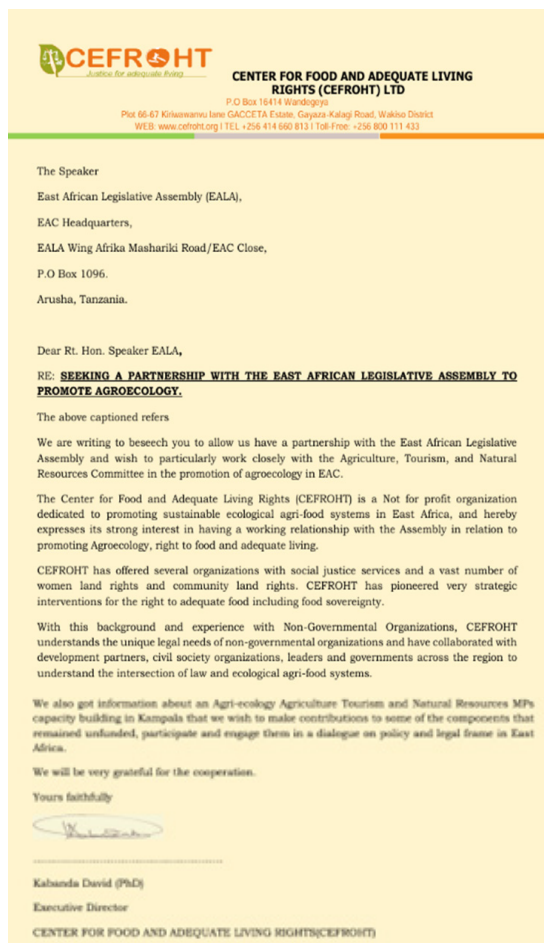 CEFROHT
Justice for adequate living
CENTER FOR FOOD AND ADEQUATE LIVING
RIGHTS (CEFROHT) LTD
P.O Box 16414 Wandegeya
Plot 66-67 Kiriwawanvu lane GACCETA Estate, Gayaza-Kalagi Road, Wakiso District
WEB: www.cefroht.org I TEL +256 414 660 813 I Toll-Free: +256 800 111 433
The Speaker
East African Legislative Assembly (EALA),
EAC Headquarters,
EALA Wing Afrika Mashariki Road/EAC Close,
P.O Box 1096.
Arusha, Tanzania.
Dear Rt. Hon. Speaker EALA,
RE: SEEKING A PARTNERSHIP WITH THE EAST AFRICAN LEGISLATIVE ASSEMBLY TO
PROMOTE AGROECOLOGY.
The above captioned refers
We are writing to beseech you to allow us have a partnership with the East African Legislative
Assembly and wish to particularly work closely with the Agriculture, Tourism, and Natural
Resources Committee in the promotion of agroecology in EAC.
The Center for Food and Adequate Living Rights (CEFROHT) is a Not for profit organization
dedicated to promoting sustainable ecological agri-food systems in East Africa, and hereby
expresses its strong interest in having a working relationship with the Assembly in relation to
promoting Agroecology, right to food and adequate living.
CEFROHT has offered several organizations with social justice services and a vast number of
women land rights and community land rights. CEFROHT has pioneered very strategic
interventions for the right to adequate food including food sovereignty.
With this background and experience with Non-Governmental Organizations, CEFROHT
understands the unique legal needs of non-governmental organizations and have collaborated with
development partners, civil society organizations, leaders and governments across the region to
understand the intersection of law and ecological agri-food systems.
We also got information about an Agri-ecology Agriculture Tourism and Natural Resources MPs
capacity building in Kampala that we wish to make contributions to some of the components that
remained unfunded, participate and engage them in a dialogue on policy and legal frame in East
Africa.
We will be very grateful for the cooperation.
Yours faithfully
Kabanda David (PhD)
Executive Director
CENTER FOR FOOD AND ADEQUATE LIVING RIGHTS(CEFROHT)